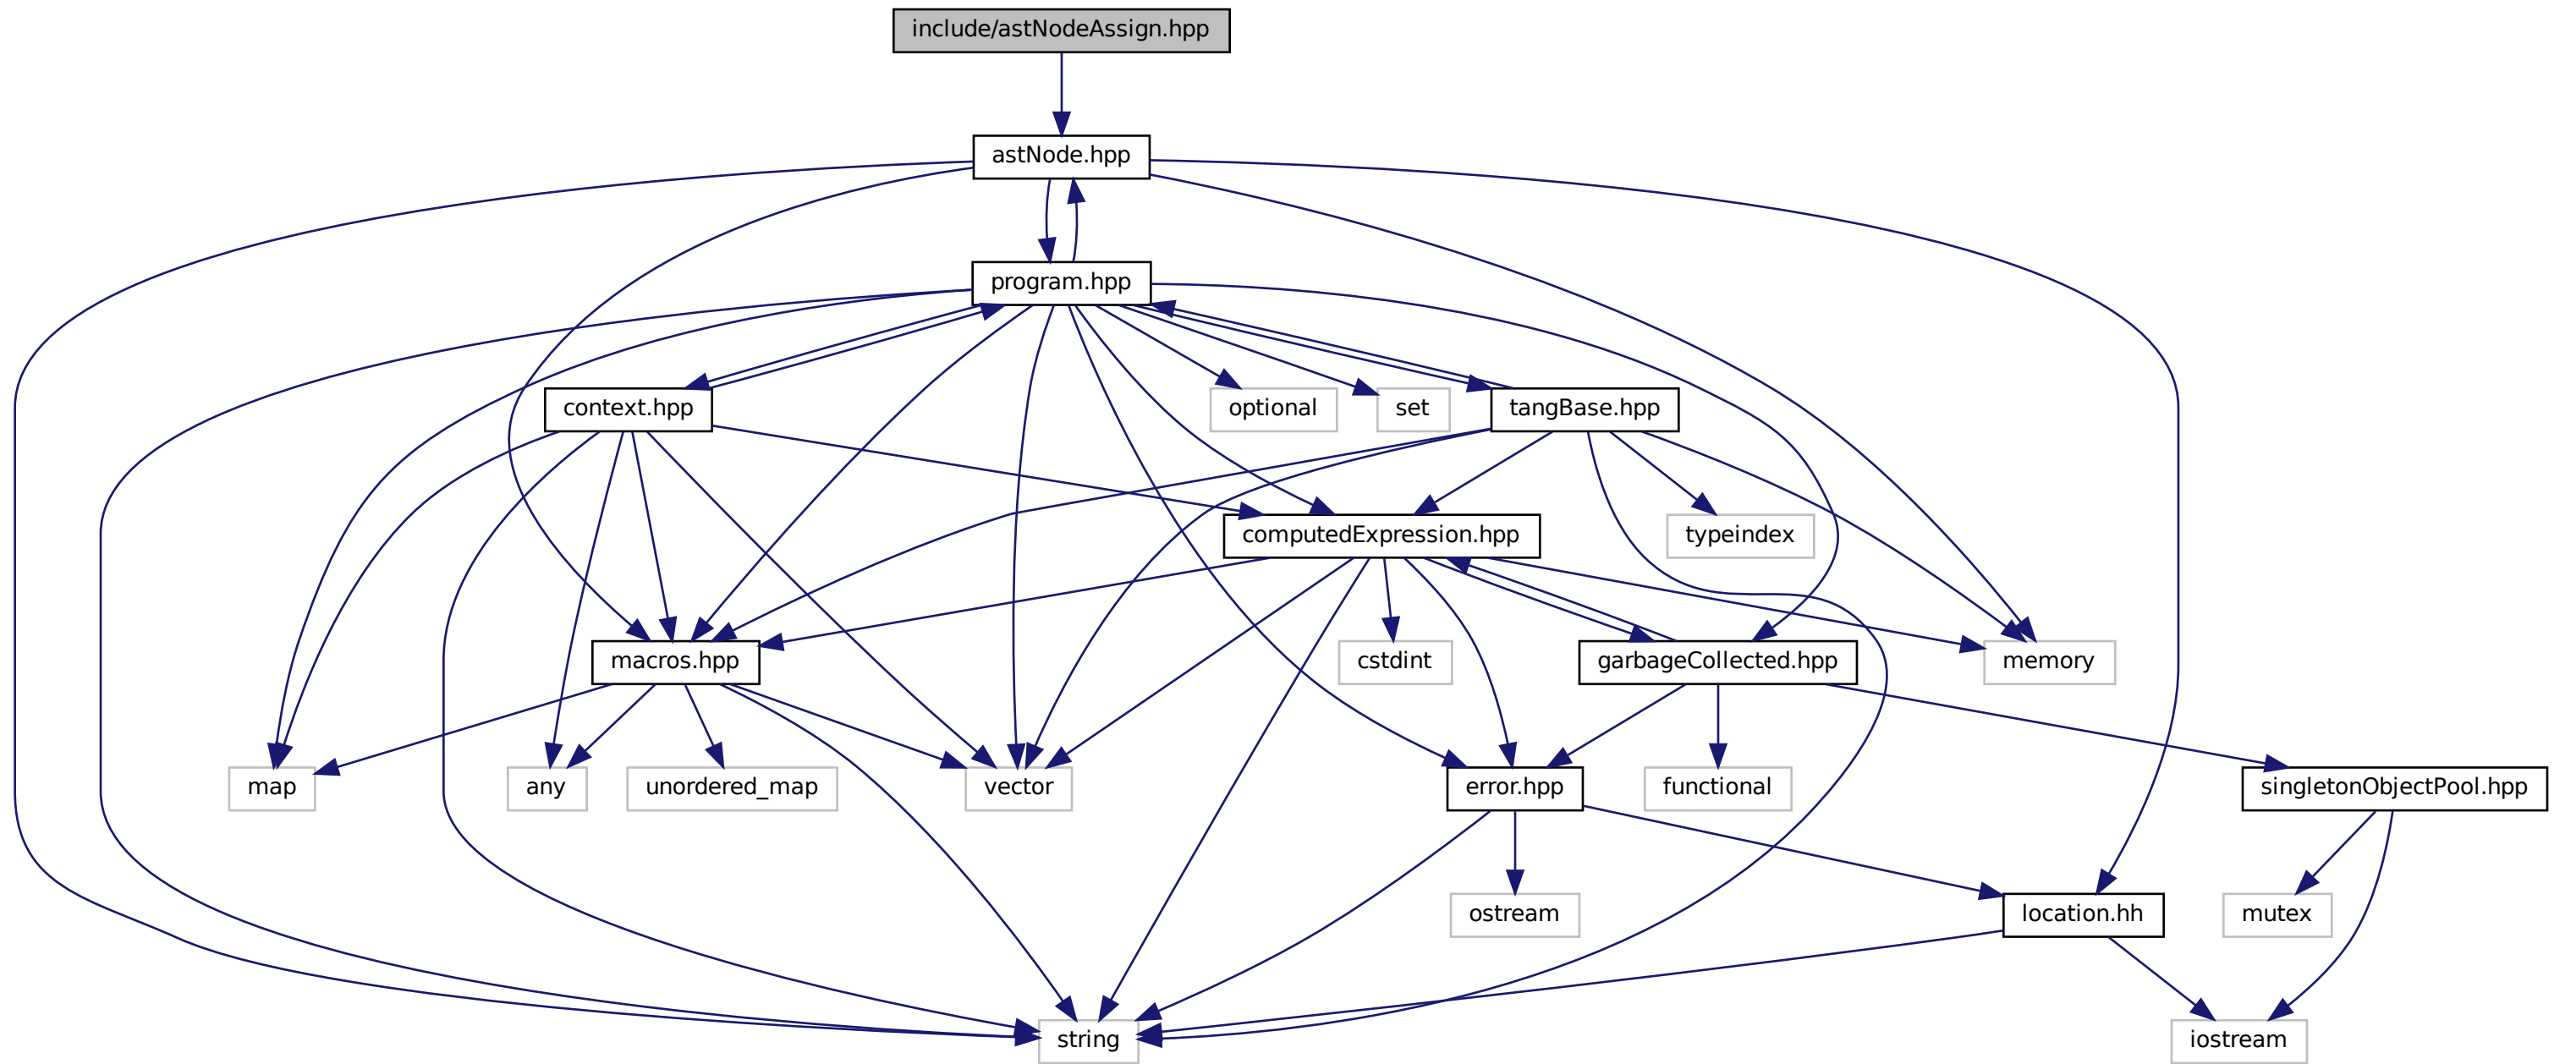 include/astNodeAssign.hpp
astNode.hpp
program.hpp
context.hpp
optional
set
tangBase.hpp
computedExpression.hpp
typeindex
macros.hpp
cstdint
garbageCollected.hpp
memory
map
any
unordered_map
vector
error.hpp
functional
singletonObjectPool.hpp
ostream
location.hh
mutex
string
iostream